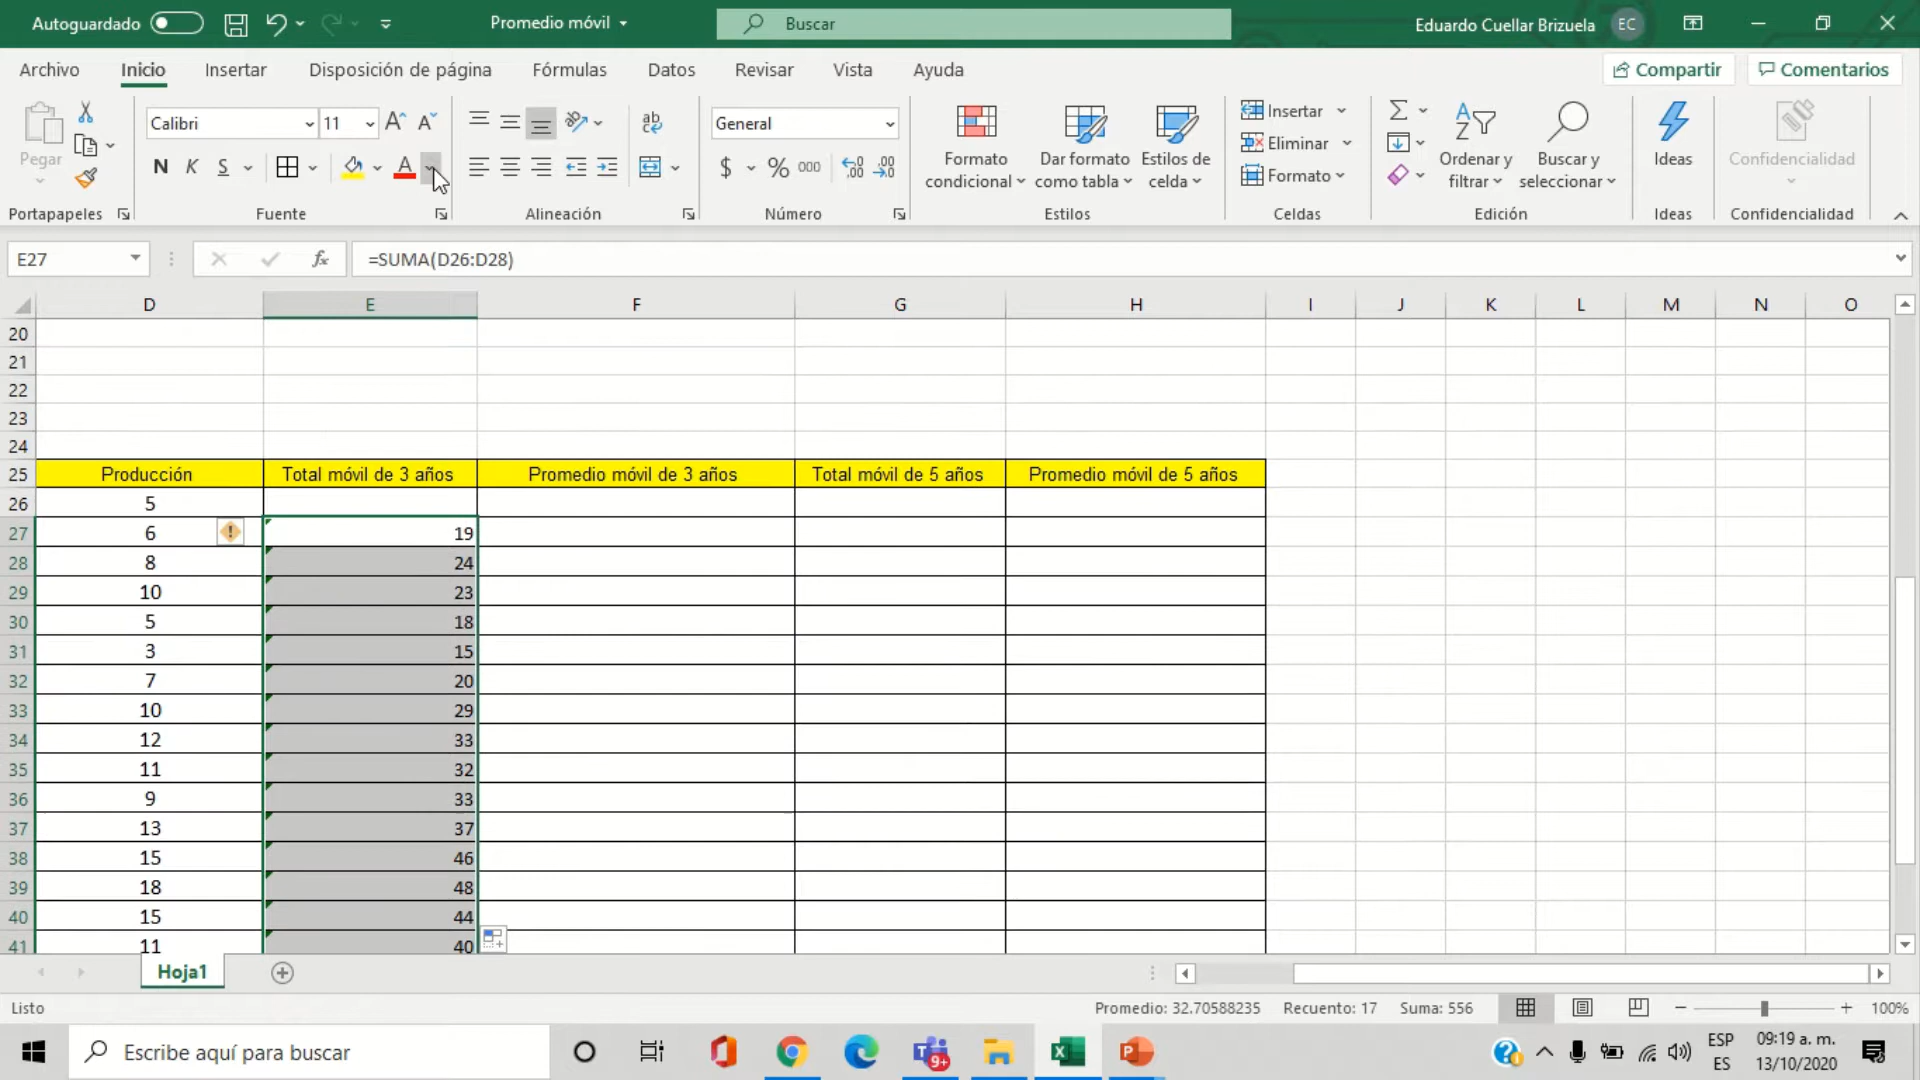 Autoguardado
Promedio móvil
Buscar
Eduardo Cuellar Brizuela
EC
Archivo
Inicio
Insertar
Disposición de página
Fórmulas
Datos
Revisar
Vista
Ayuda
Compartir
Comentarios
Pegar
Portapapeles
Calibri
11
N K S
Fuente
Alineación
General
$ % 000
Número
Formato condicional
Dar formato como tabla
Estilos de celda
Estilos
Insertar
Eliminar
Formato
Celdas
Ordenar y filtrar
Buscar y seleccionar
Edición
Ideas
Ideas
Confidencialidad
Confidencialidad
E27
fx
=SUMA(D26:D28)
D E F G H I J K L M N O
20
21
22
23
24
25 Producción Total móvil de 3 años Promedio móvil de 3 años Total móvil de 5 años Promedio móvil de 5 años
26 5
27 6 19
28 8 24
29 10 23
30 5 18
31 3 15
32 7 20
33 10 29
34 12 33
35 11 32
36 9 33
37 13 37
38 15 46
39 18 48
40 15 44
41 11 40
Hoja1
Listo
Promedio: 32.70588235 Recuento: 17 Suma: 556
100%
Escribe aquí para buscar
9+
ESP
ES
09:19 a. m.
13/10/2020